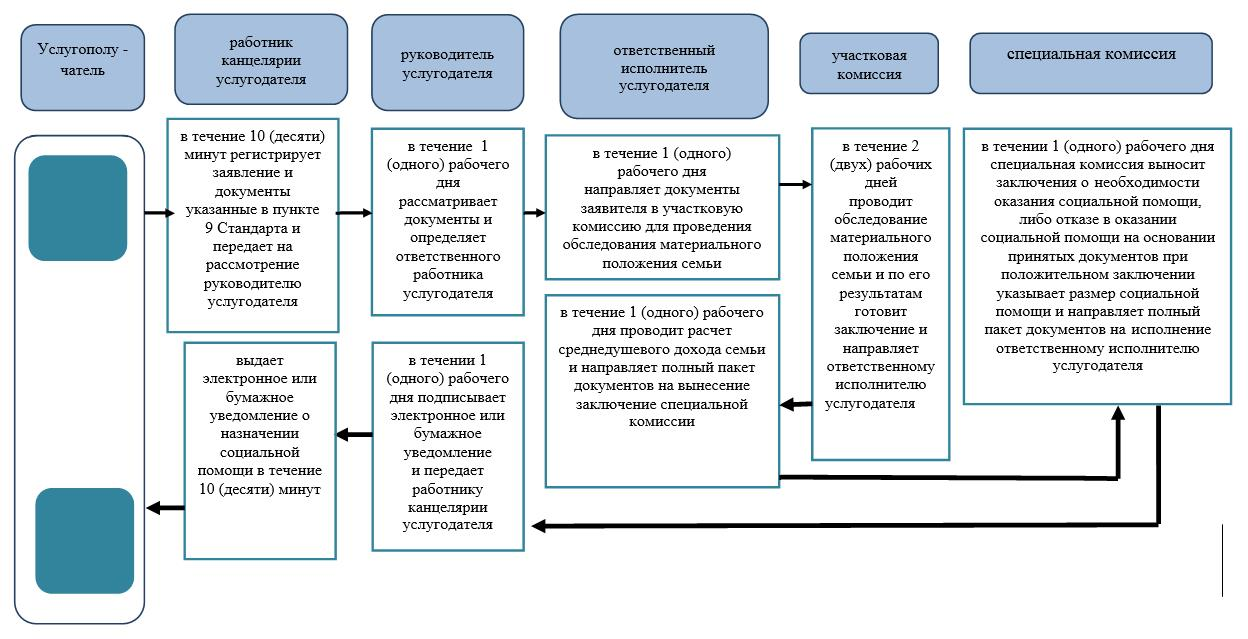 Услугополу -
чатель
работник
канцелярии
услугодателя
руководитель
услугодателя
ответственный
исполнитель
услугодателя
участковая
комиссия
специальная комиссия
в течение 10 (десяти)
минут регистрирует
заявление и
документы
указанные в пункте
9 Стандарта и
передает на
рассмотрение
руководителю
услугодателя
в течение 1
(одного) рабочего
дня
рассматривает
документы и
определяет
ответственного
работника
услугодателя
в течение 1 (одного)
рабочего дня
направляет документы
заявителя в участковую
комиссию для проведения
обследования материального
положения семьи
в течение 2
(двух) рабочих
дней
проводит
обследование
материального
положения
семьи и по его
результатам
готовит
заключение и
направляет
ответственному
исполнителю
услугодателя
в течении 1 (одного) рабочего дня
специальная комиссия выносит
заключения о необходимости
оказания социальной помощи,
либо отказе в оказании
социальной помощи на основании
принятых документов при
положительном заключении
указывает размер социальной
помощи и направляет полный
пакет документов на исполнение
ответственному исполнителю
услугодателя
в течение 1 (одного) рабочего
дня проводит расчет
среднедушевого дохода семьи
и направляет полный пакет
документов на вынесение
заключение специальной
комиссии
в течении 1
(одного) рабочего
дня подписывает
электронное или
бумажное
уведомление
и передает
работнику
канцелярии
услугодателя
выдает
электронное или
бумажное
уведомление о
назначении
социальной
помощи в течение
10 (десяти) минут